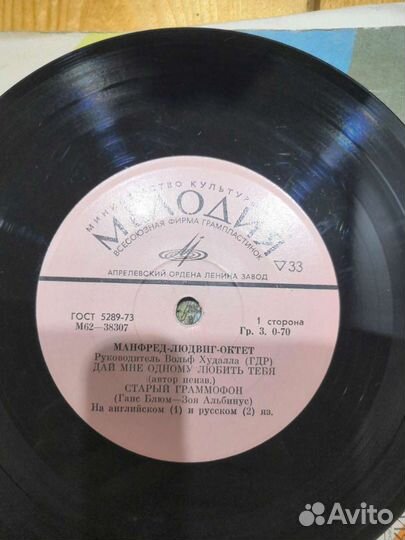 МИНИСТЕРСТВО КУЛЬТУРЫ
МЕЛОДИЯ
ВСЕСОЮЗНАЯ ФИРМА ГРАМПЛАСТИНОК
33
АПРЕЛЕВСКИЙ ОРДЕНА ЛЕНИНА ЗАВОД
ГОСТ 5289-73
М62—38307
1 сторона
Гр. 3. 0-70
МАНФРЕД-ЛЮДВИГ-ОКТЕТ
Руководитель Вольф Худалла (ГДР)
ДАЙ МНЕ ОДНОМУ ЛЮБИТЬ ТЕБЯ
(автор неизв.)
СТАРЫЙ ГРАММОФОН
(Ганс Блюм—Зоя Альбинус)
На английском (1) и русском (2) яз.
Avito